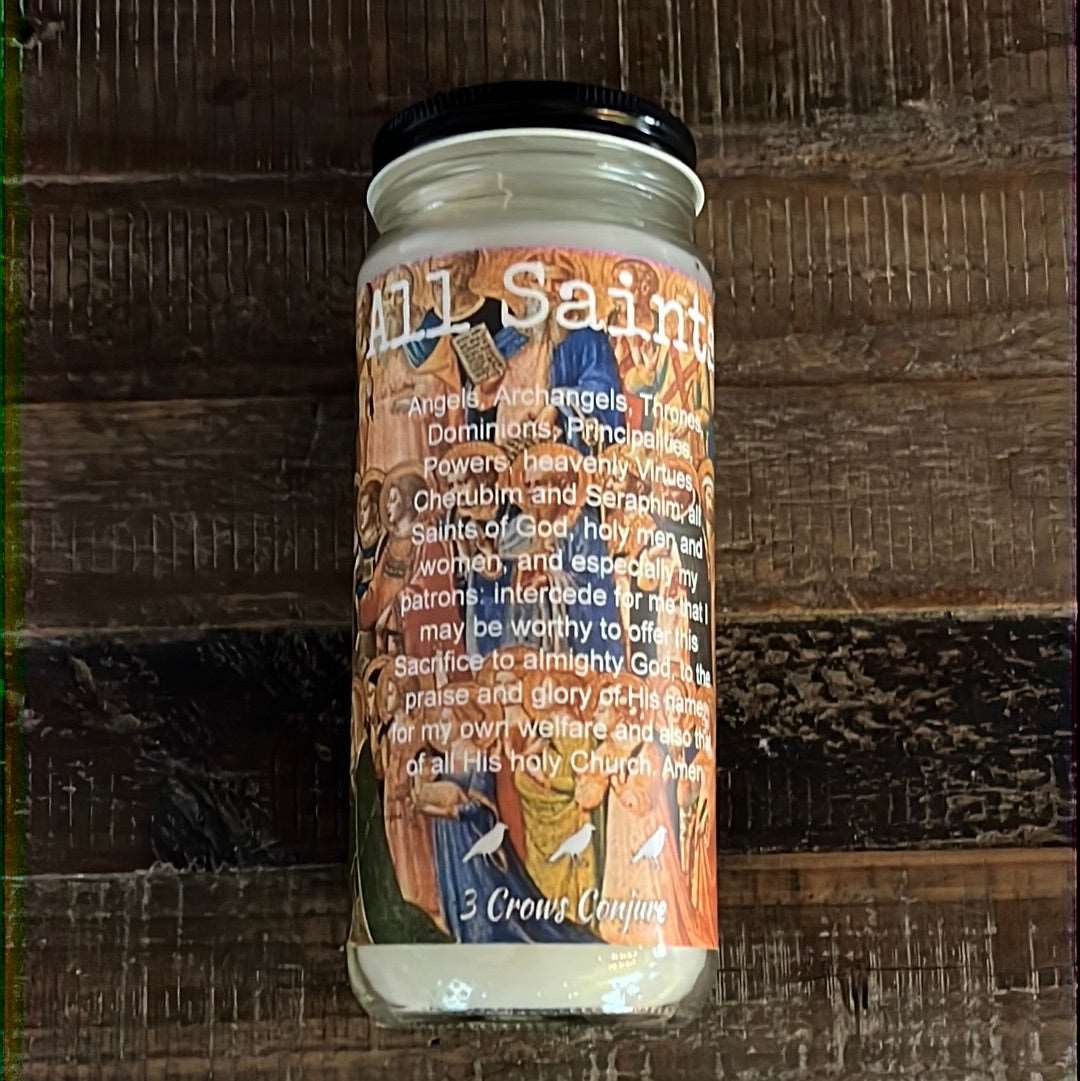 All Saints
Angels, Archangels, Thrones,
Dominions, Principalities,
Powers, heavenly Virtues,
Cherubim and Seraphim; all
Saints of God, holy men and
women, and especially my
patrons: Intercede for me that I
may be worthy to offer this
Sacrifice to almighty God, to the
praise and glory of His name,
for my own welfare and also that
of all His holy Church. Amen
3 Crows Conjure